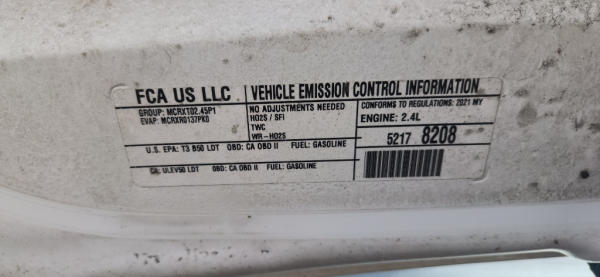 FCA US LLC
VEHICLE EMISSION CONTROL INFORMATION
GROUP: MCRXT02.45P1
EVAP: MCRXR0137PK0
NO ADJUSTMENTS NEEDED
HO2S / SFI
TWC
WR-HO2S
CONFORMS TO REGULATIONS: 2021 MY
ENGINE: 2.4L
5217 8208
U.S. EPA: T3 B50 LDT OBD: CA OBD II FUEL: GASOLINE
CA: ULEV50 LDT OBD: CA OBD II FUEL: GASOLINE